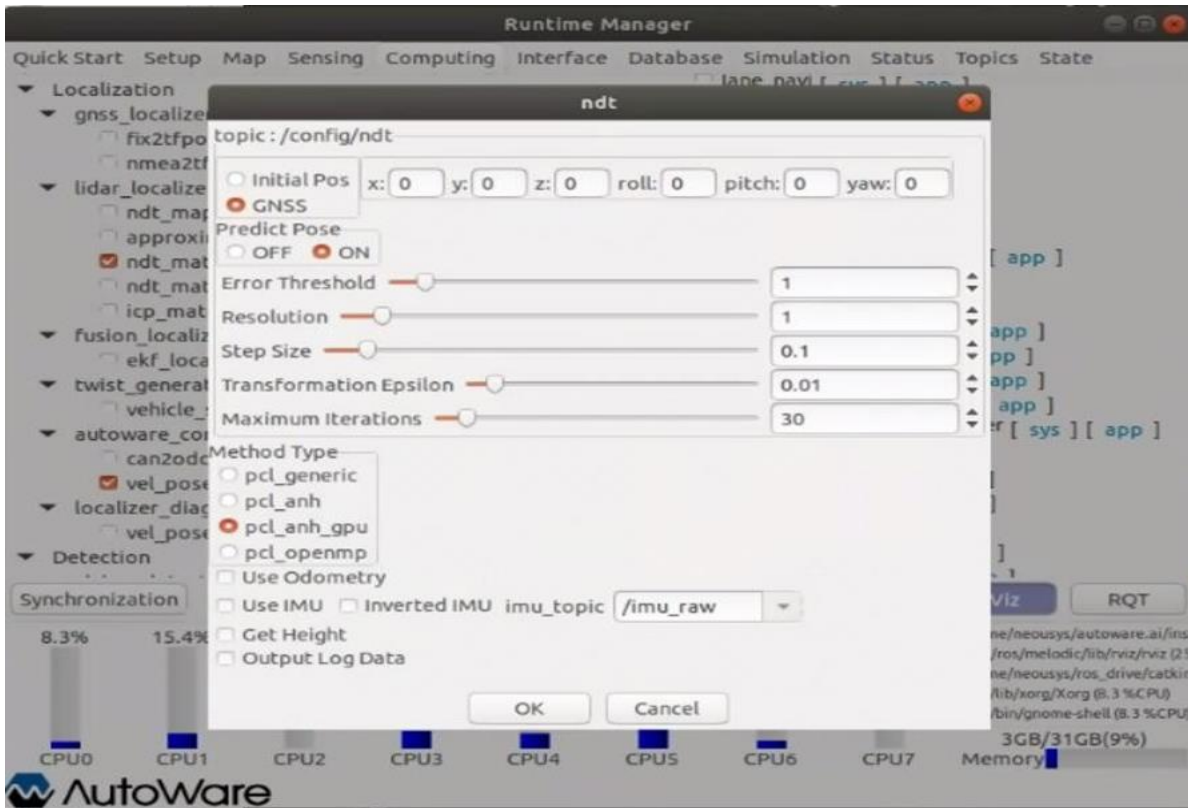 Runtime Manager
Quick Start Setup Map Sensing Computing Interface Database Simulation Status Topics State
Localization
ndt
topic : /config/ndt
Initial Pos x: 0 y: 0 z: 0 roll: 0 pitch: 0 yaw: 0
GNSS
Predict Pose
OFF ON
Error Threshold 1
Resolution 1
Step Size 0.1
Transformation Epsilon 0.01
Maximum Iterations 30
Method Type
pcl_generic
pcl_anh
pcl_anh_gpu
pcl_openmp
Use Odometry
Use IMU Inverted IMU imu_topic /imu_raw
Get Height
Output Log Data
OK Cancel
gnss_localize
fix2tfpo
nmea2tf
lidar_localize
ndt_map
approxi
ndt_mat
ndt_mat
icp_mat
fusion_localiz
ekf_loca
twist_generat
vehicle_
autoware_co
can2odo
vel_pose
localizer_diag
vel_pose
Detection
[ app ]
app ]
pp ]
app ]
app ]
[ sys ] [ app ]
Synchronization
Viz RQT
8.3% 15.4%
ne/neousys/autoware.ai/ins
/ros/melodic/lib/rviz/rviz
ne/neousys/ros_drive/catkin
/lib/xorg/Xorg (8.3 %CPU)
/bin/gnome-shell (8.3 %CPU
3GB/31GB(9%)
CPU0 CPU1 CPU2 CPU3 CPU4 CPU5 CPU6 CPU7 Memory
AutoWare